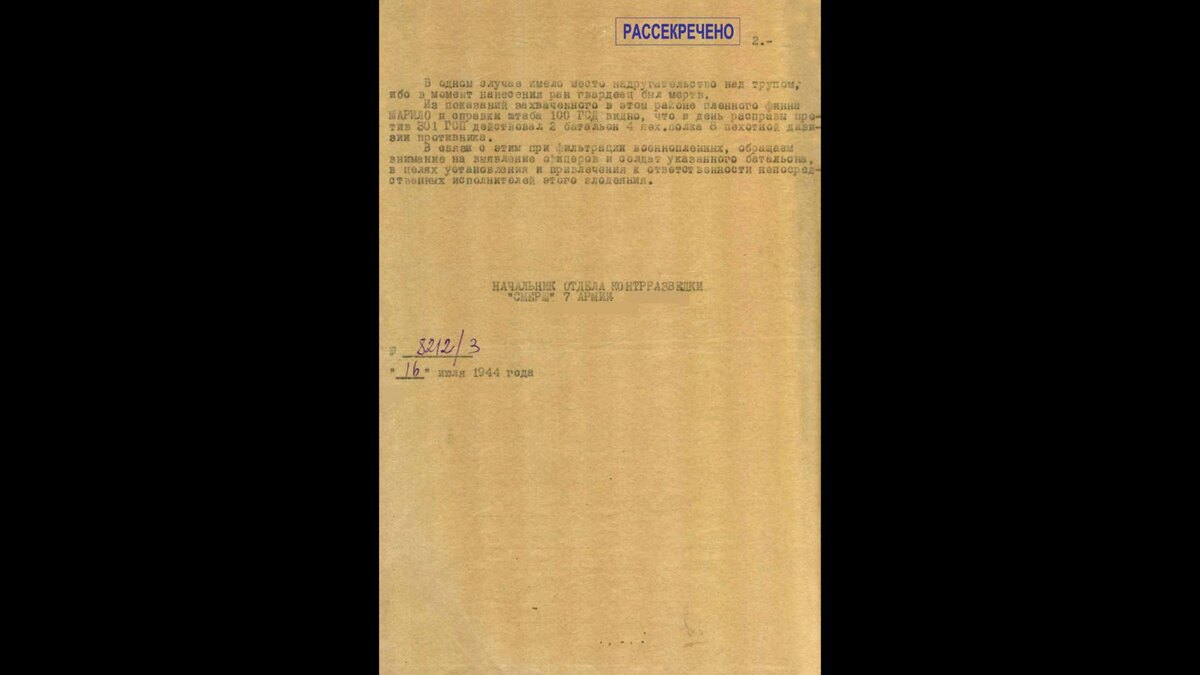 РАССЕКРЕЧЕНО
2.-
В одном случае имело место надругательство над трупом,
ибо в момент нанесения ран гвардеец был мертв.
Из показаний захваченного в этом районе пленного финна
МАРИЛО и справки штаба 100 ГСД видно, что в день расправы про-
тив 301 ГСП действовал 2 батальон 4 пех.полка 8 пехотной диви-
зии противника.
В связи с этим при фильтрации военнопленных, обращаем
внимание на выявление офицеров и солдат указанного батальона,
в целях установления и привлечения к ответственности непосред-
ственных исполнителей этого злодеяния.
НАЧАЛЬНИК ОТДЕЛА КОНТРРАЗВЕДКИ
"СМЕРШ" 7 АРМИИ
№ 8212/3
"16" июля 1944 года